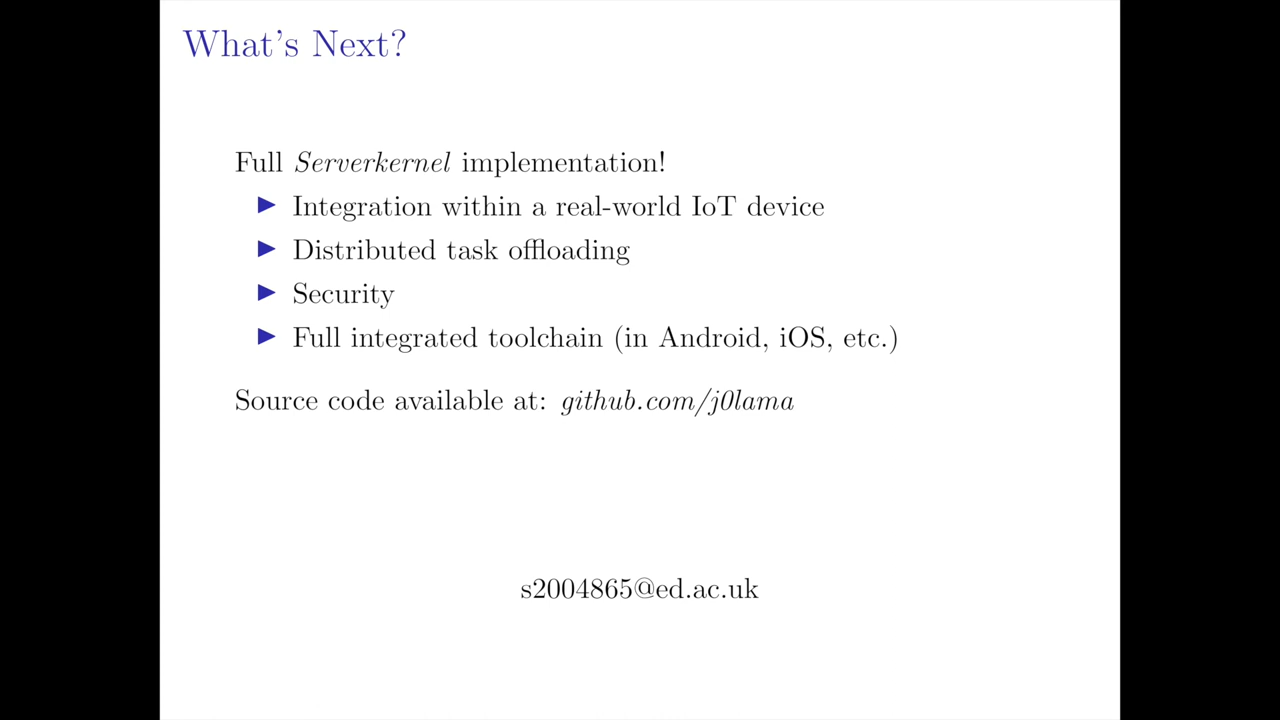 What's Next?
Full Serverkernel implementation!
Integration within a real-world IoT device
Distributed task offloading
Security
Full integrated toolchain (in Android, iOS, etc.)
Source code available at: github.com/j0lama
s2004865@ed.ac.uk